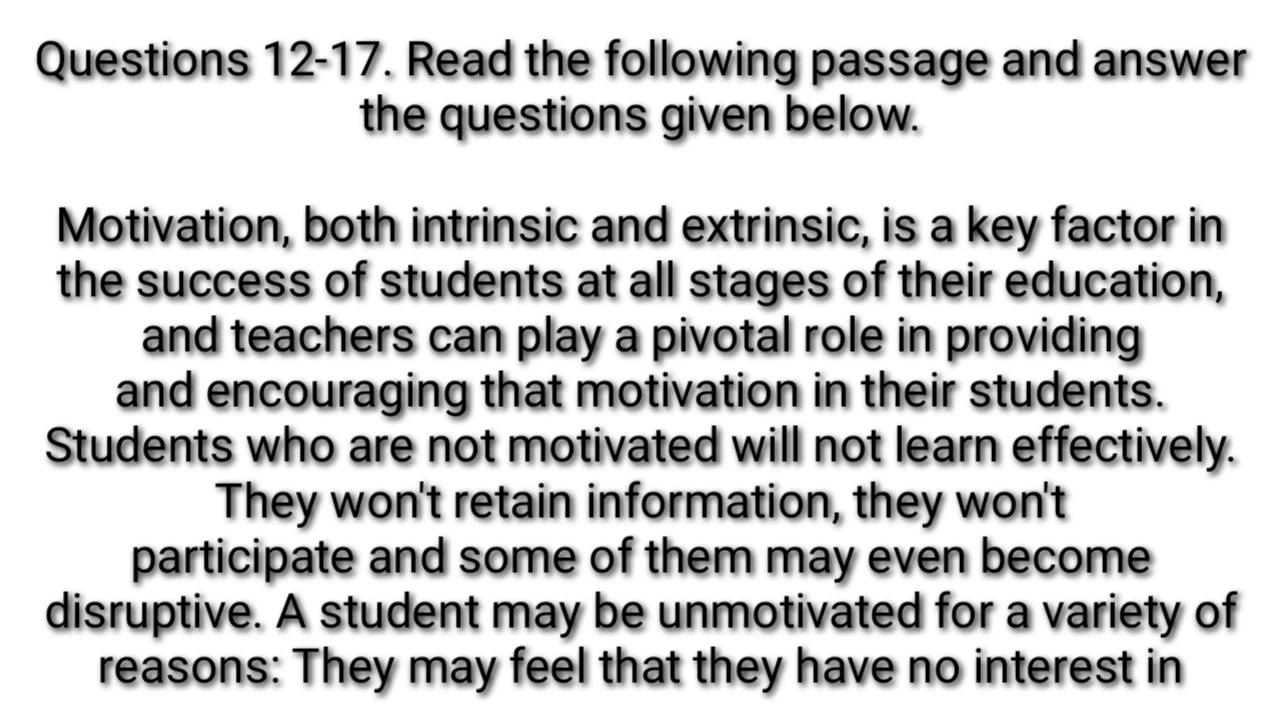 Questions 12-17. Read the following passage and answer
the questions given below.
Motivation, both intrinsic and extrinsic, is a key factor in
the success of students at all stages of their education,
and teachers can play a pivotal role in providing
and encouraging that motivation in their students.
Students who are not motivated will not learn effectively.
They won't retain information, they won't
participate and some of them may even become
disruptive. A student may be unmotivated for a variety of
reasons: They may feel that they have no interest in